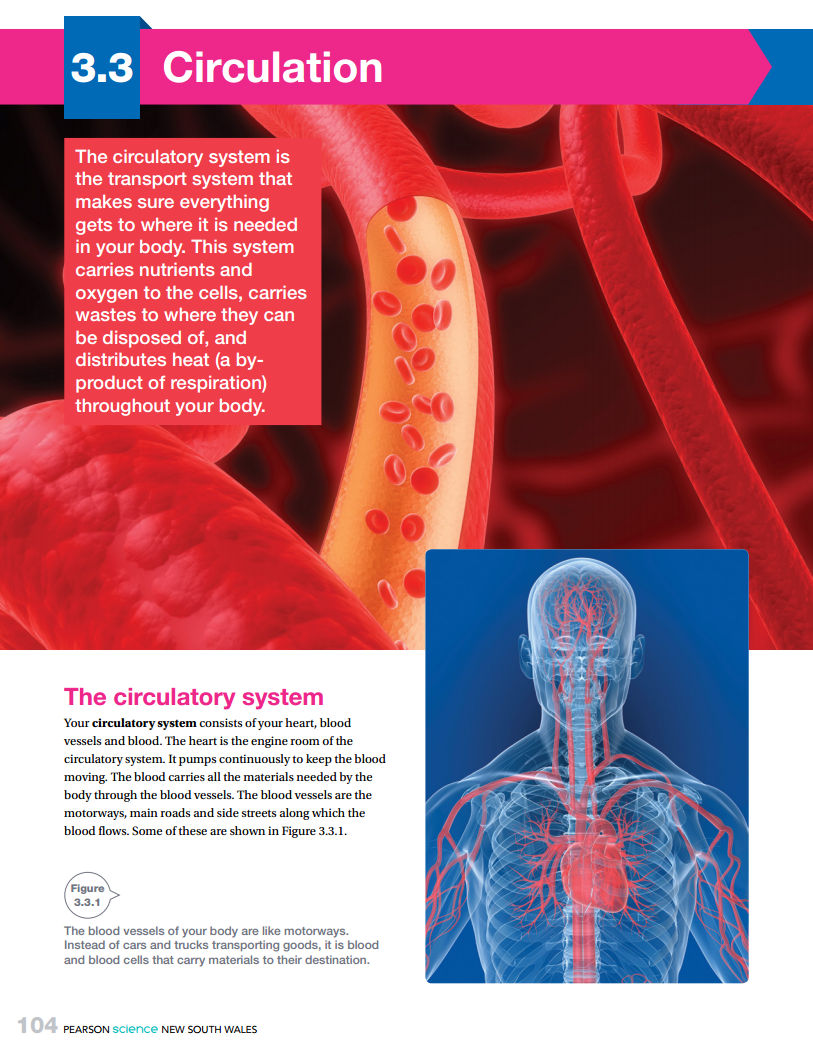 3.3 Circulation
The circulatory system is
the transport system that
makes sure everything
gets to where it is needed
in your body. This system
carries nutrients and
oxygen to the cells, carries
wastes to where they can
be disposed of, and
distributes heat (a by-
product of respiration)
throughout your body.
The circulatory system
Your circulatory system consists of your heart, blood
vessels and blood. The heart is the engine room of the
circulatory system. It pumps continuously to keep the blood
moving. The blood carries all the materials needed by the
body through the blood vessels. The blood vessels are the
motorways, main roads and side streets along which the
blood flows. Some of these are shown in Figure 3.3.1.
Figure
3.3.1
The blood vessels of your body are like motorways.
Instead of cars and trucks transporting goods, it is blood
and blood cells that carry materials to their destination.
104 PEARSON science NEW SOUTH WALES